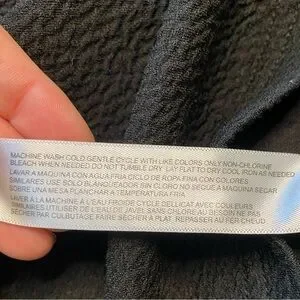 MACHINE WASH COLD GENTLE CYCLE WITH LIKE COLORS ONLY NON-CHLORINE
BLEACH WHEN NEEDED DO NOT TUMBLE DRY LAY FLAT TO DRY COOL IRON AS NEEDED
LAVAR A MAQUINA CON AGUA FRIA CICLO DE ROPA FINA CON COLORES
SIMILARES USE SOLO BLANQUEADOR SIN CLORO NO SEQUE A MAQUINA SECAR
SOBRE UNA MESA PLANCHAR A TEMPERATURA FRIA
LAVER A LA MACHINE A L'EAU FROIDE CYCLE DELLICAT AVEC COULEURS
SIMILAIRES UTILISER DE L'EAU DE JAVEL SANS CHLORE AU BESOIN NE PAS
SECHER PAR CULBUTAGE FAIRE SECHER A PLAT REPASSER AU FER CHEUD